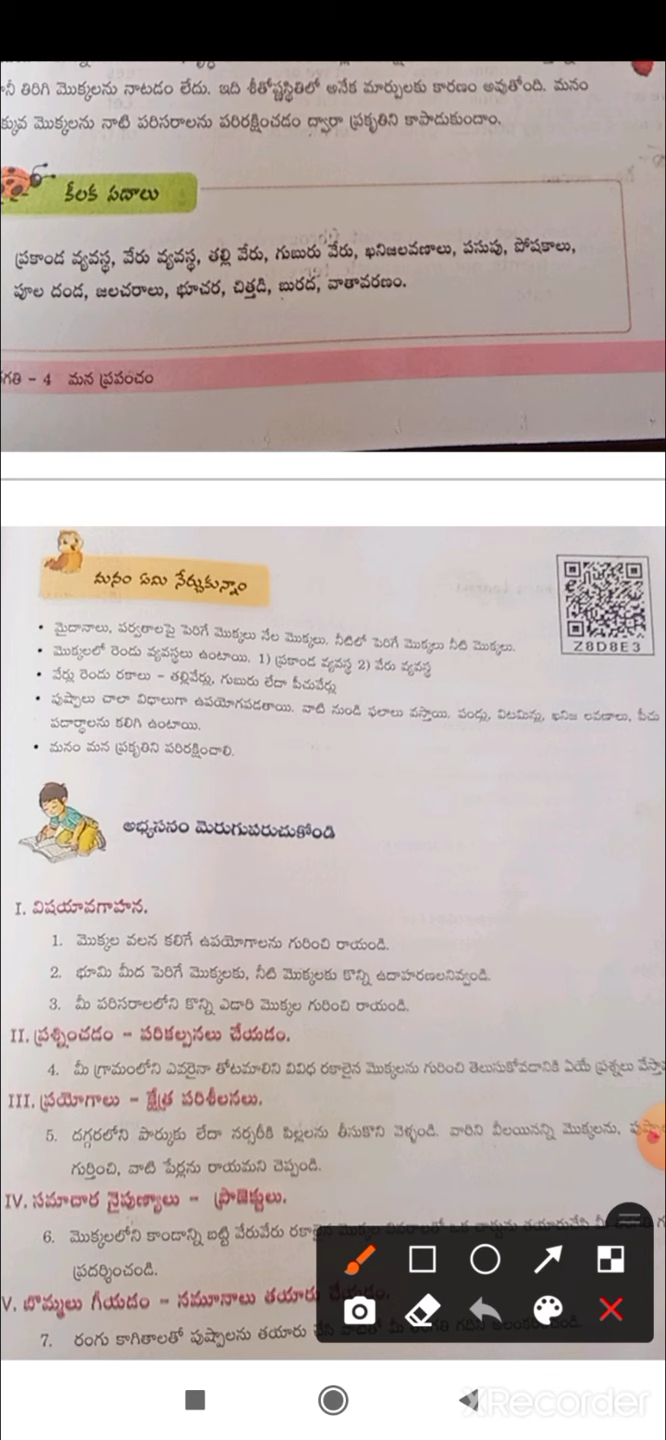 తిరిగి మొక్కలను నాటడం లేదు. ఇది శీతోష్ణస్థితిలో అనేక మార్పులకు కారణం అవుతోంది. మనం
మొక్కలను నాటి పరిసరాలను పరిరక్షించడం ద్వారా ప్రకృతిని కాపాడుకుందాం.
కీలక పదాలు
ప్రకాండ వ్యవస్థ, వేరు వ్యవస్థ, తల్లి వేరు, గుబురు వేరు, ఖనిజలవణాలు, పసుపు, పోషకాలు,
పూల దండ, జలచరాలు, భూచర, చిత్తడి, బురద, వాతావరణం.
- 4 మన ప్రపంచం
మనం ఏమి నేర్చుకున్నాం
Z8D8E3
• మైదానాలు, పర్వతాలపై పెరిగే మొక్కలు నేల మొక్కలు. నీటిలో పెరిగే మొక్కలు నీటి మొక్కలు.
• మొక్కలలో రెండు వ్యవస్థలు ఉంటాయి. 1) ప్రకాండ వ్యవస్థ 2) వేరు వ్యవస్థ
• వేర్లు రెండు రకాలు - తల్లివేర్లు, గుబురు లేదా పీచువేర్లు
• పుష్పాలు చాలా విధాలుగా ఉపయోగపడతాయి. వాటి నుండి ఫలాలు వస్తాయి. పండ్లు, విటమిన్లు, ఖనిజ లవణాలు, పీచు
పదార్థాలను కలిగి ఉంటాయి.
• మనం మన ప్రకృతిని పరిరక్షించాలి.
అభ్యసనం మెరుగుపరుచుకోండి
I. విషయావగాహన.
1. మొక్కల వలన కలిగే ఉపయోగాలను గురించి రాయండి.
2. భూమి మీద పెరిగే మొక్కలకు, నీటి మొక్కలకు కొన్ని ఉదాహరణలనివ్వండి.
3. మీ పరిసరాలలోని కొన్ని ఎడారి మొక్కల గురించి రాయండి.
II. ప్రశ్నించడం - పరికల్పనలు చేయడం.
4. మీ గ్రామంలోని ఎవరైనా తోటమాలిని వివిధ రకాలైన మొక్కలను గురించి తెలుసుకోవడానికి ఏయే ప్రశ్నలు
III. ప్రయోగాలు - క్షేత్ర పరిశీలనలు.
5. దగ్గరలోని పార్కుకు లేదా నర్సరీకి పిల్లలను తీసుకొని వెళ్ళండి. వారిని వీలయినన్ని మొక్కలను,
గుర్తించి, వాటి పేర్లను రాయమని చెప్పండి.
IV. సమాచార నైపుణ్యాలు - ప్రాజెక్టులు.
6. మొక్కలలోని కాండాన్ని బట్టి వేరువేరు
ప్రదర్శించండి.
V. బొమ్మలు గీయడం - నమూనాలు తయారు చేయడం.
7. రంగు కాగితాలతో పుష్పాలను తయారు
XRecorder